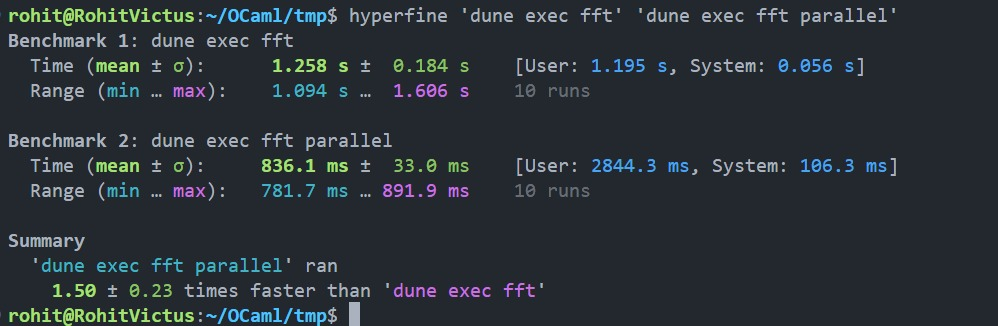 rohit@RohitVictus:~/OCaml/tmp$ hyperfine 'dune exec fft' 'dune exec fft parallel'
Benchmark 1: dune exec fft
  Time (mean ± σ):      1.258 s ±  0.184 s    [User: 1.195 s, System: 0.056 s]
  Range (min … max):    1.094 s …  1.606 s    10 runs

Benchmark 2: dune exec fft parallel
  Time (mean ± σ):     836.1 ms ±  33.0 ms    [User: 2844.3 ms, System: 106.3 ms]
  Range (min … max):   781.7 ms … 891.9 ms    10 runs

Summary
  'dune exec fft parallel' ran
    1.50 ± 0.23 times faster than 'dune exec fft'
rohit@RohitVictus:~/OCaml/tmp$